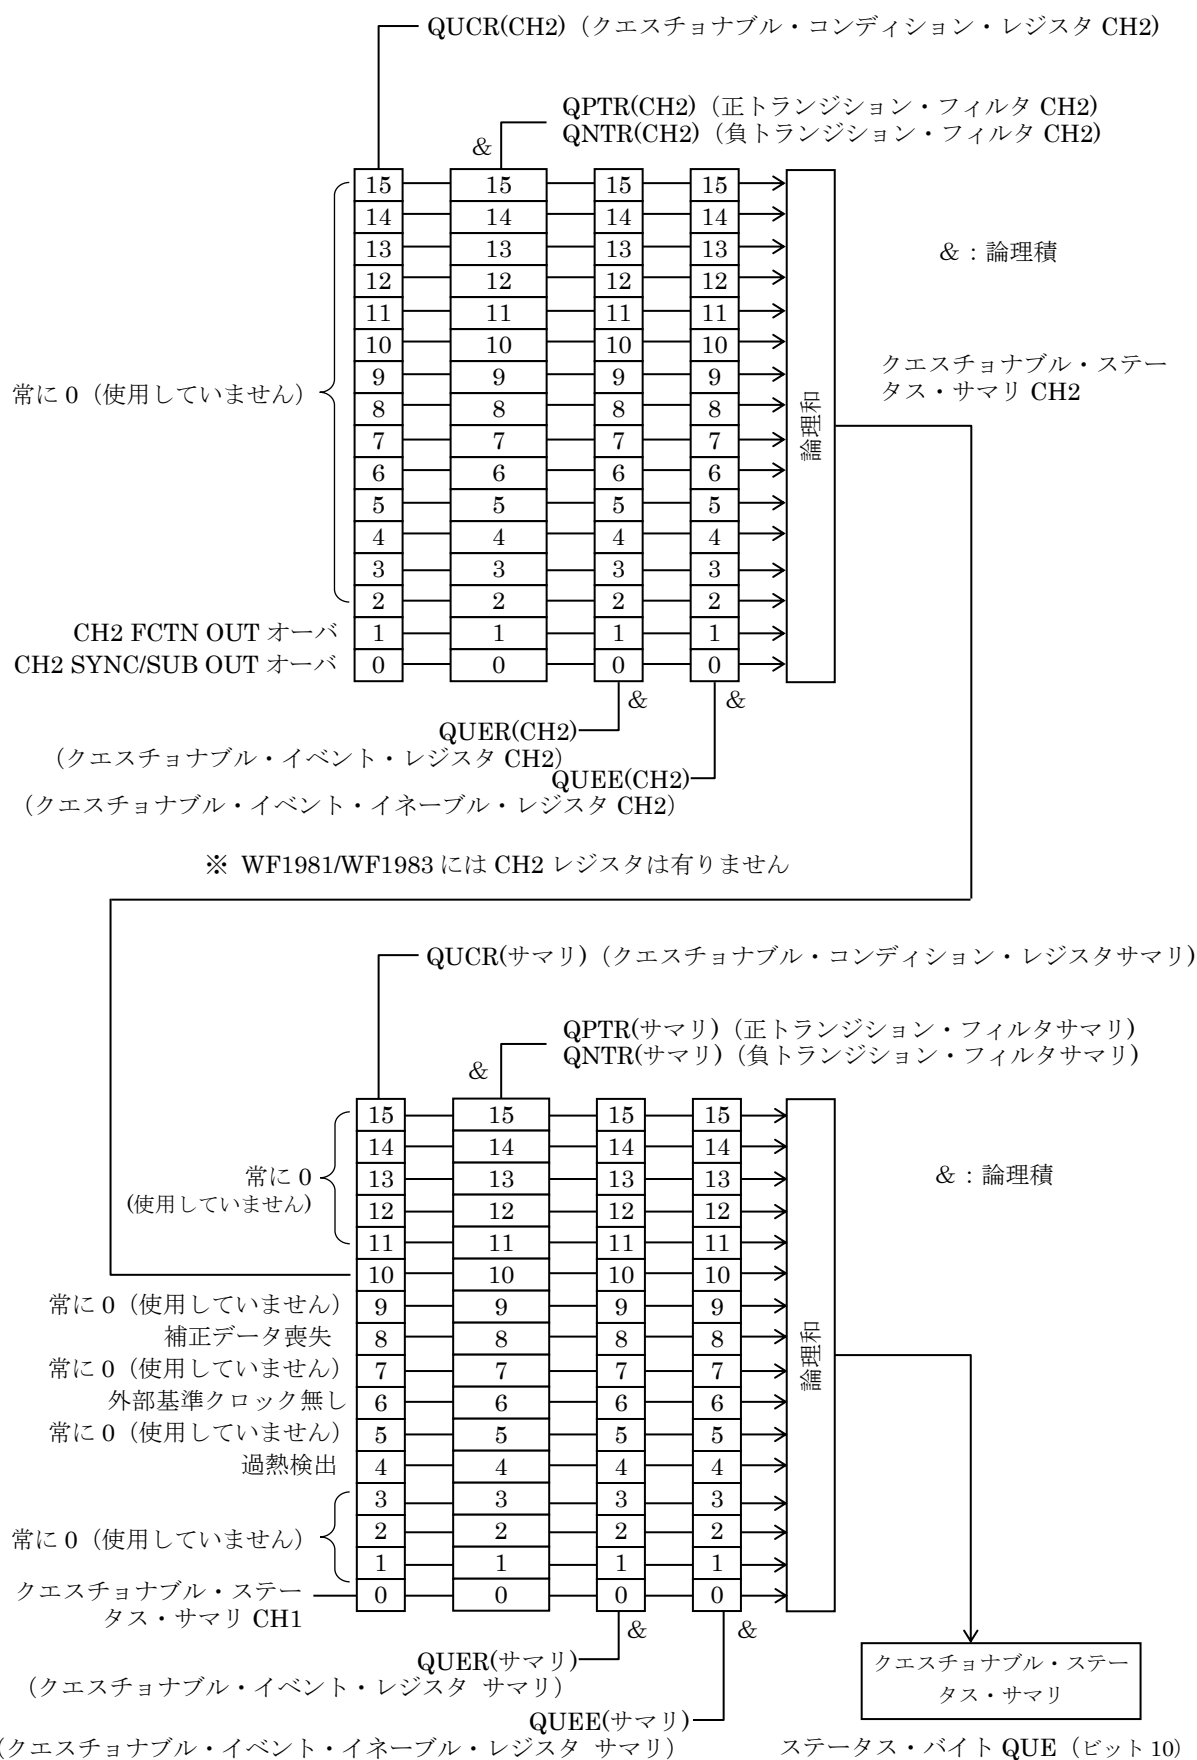 QUCR(CH2)（クエスチョナブル・コンディション・レジスタ CH2)
QPTR(CH2)（正トランジション・フィルタ CH2)
QNTR(CH2)（負トランジション・フィルタ CH2)
&
15 15 15 15
14 14 14 14
13 13 13 13
&：論理積
12 12 12 12
11 11 11 11
10 10 10 10
クエスチョナブル・ステー
タス・サマリ CH2
9 9 9 9
常に 0（使用していません）
8 8 8 8
論理和
7 7 7 7
6 6 6 6
5 5 5 5
4 4 4 4
3 3 3 3
2 2 2 2
CH2 FCTN OUT オーバ 1 1 1 1
CH2 SYNC/SUB OUT オーバ 0 0 0 0
& &
QUER(CH2)
（クエスチョナブル・イベント・レジスタ CH2)
QUEE(CH2)
（クエスチョナブル・イベント・イネーブル・レジスタ CH2）
※ WF1981/WF1983 には CH2 レジスタは有りません
QUCR(サマリ)（クエスチョナブル・コンディション・レジスタサマリ)
QPTR(サマリ)（正トランジション・フィルタサマリ)
QNTR(サマリ)（負トランジション・フィルタサマリ)
&
15 15 15 15
14 14 14 14
常に 0
(使用していません)
13 13 13 13
&：論理積
12 12 12 12
11 11 11 11
10 10 10 10
常に 0（使用していません） 9 9 9 9
補正データ喪失 8 8 8 8
論理和
常に 0（使用していません） 7 7 7 7
外部基準クロック無し 6 6 6 6
常に 0（使用していません） 5 5 5 5
過熱検出 4 4 4 4
3 3 3 3
常に 0（使用していません） 2 2 2 2
1 1 1 1
クエスチョナブル・ステー
タス・サマリ CH1
0 0 0 0
& &
QUER(サマリ)
（クエスチョナブル・イベント・レジスタ サマリ）
QUEE(サマリ)
（クエスチョナブル・イベント・イネーブル・レジスタ サマリ）
クエスチョナブル・ステー
タス・サマリ
ステータス・バイト QUE（ビット 10）